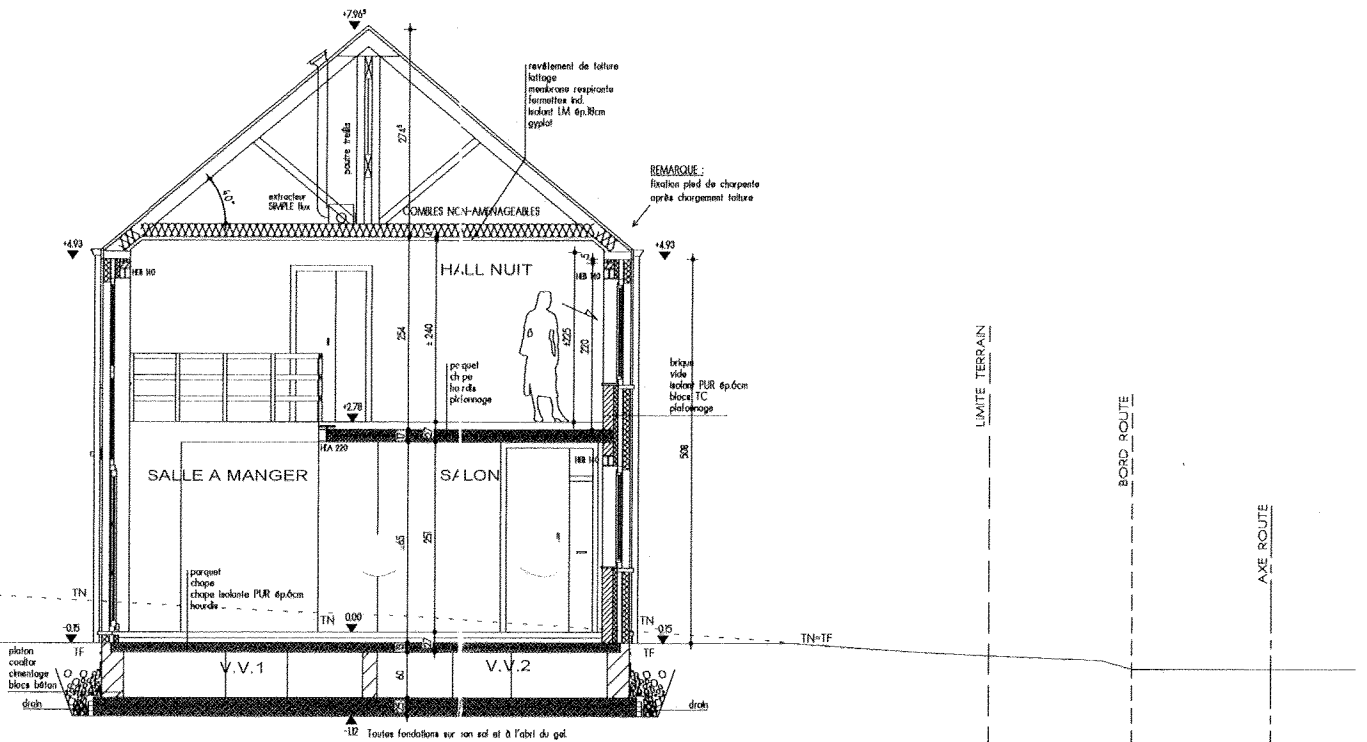 +7.96⁵
revêtement de toiture
lattage
membrane respirante
fermettes ind.
isolant LM ép.18cm
gyplat
274⁵
poutre treillis
REMARQUE :
fixation pied de charpente
après chargement toiture
40°
extracteur
SIMPLE flux
COMBLES NON-AMENAGEABLES
+4.93
+4.93
HEB 140
HALL NUIT
HEB 140
254
± 240
±225
220
parquet
chape
hourdis
plafonnage
brique
vide
isolant PUR ép.6cm
blocs TC
plafonnage
LIMITE TERRAIN
BORD ROUTE
AXE ROUTE
+2.78
HEA 220
HEB 140
508
SALLE A MANGER
SALON
265
251
parquet
chape
chape isolante PUR ép.6cm
hourdis
TN
TN
0.00
TN
-0.15
-0.15
TN=TF
TF
TF
platon
coaltar
cimentage
blocs béton
V.V.1
V.V.2
60
drain
drain
-1.12
Toutes fondations sur bon sol et à l'abri du gel.